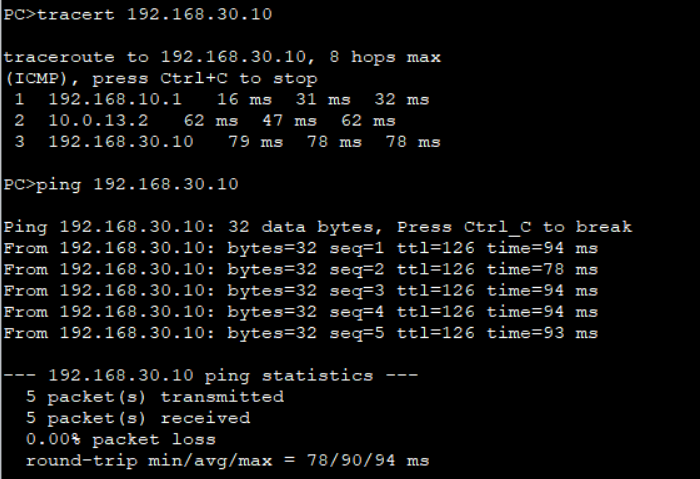 PC>tracert 192.168.30.10
traceroute to 192.168.30.10, 8 hops max
(ICMP), press Ctrl+C to stop
1 192.168.10.1 16 ms 31 ms 32 ms
2 10.0.13.2 62 ms 47 ms 62 ms
3 192.168.30.10 79 ms 78 ms 78 ms
PC>ping 192.168.30.10
Ping 192.168.30.10: 32 data bytes, Press Ctrl_C to break
From 192.168.30.10: bytes=32 seq=1 ttl=126 time=94 ms
From 192.168.30.10: bytes=32 seq=2 ttl=126 time=78 ms
From 192.168.30.10: bytes=32 seq=3 ttl=126 time=94 ms
From 192.168.30.10: bytes=32 seq=4 ttl=126 time=94 ms
From 192.168.30.10: bytes=32 seq=5 ttl=126 time=93 ms
--- 192.168.30.10 ping statistics ---
5 packet(s) transmitted
5 packet(s) received
0.00% packet loss
round-trip min/avg/max = 78/90/94 ms